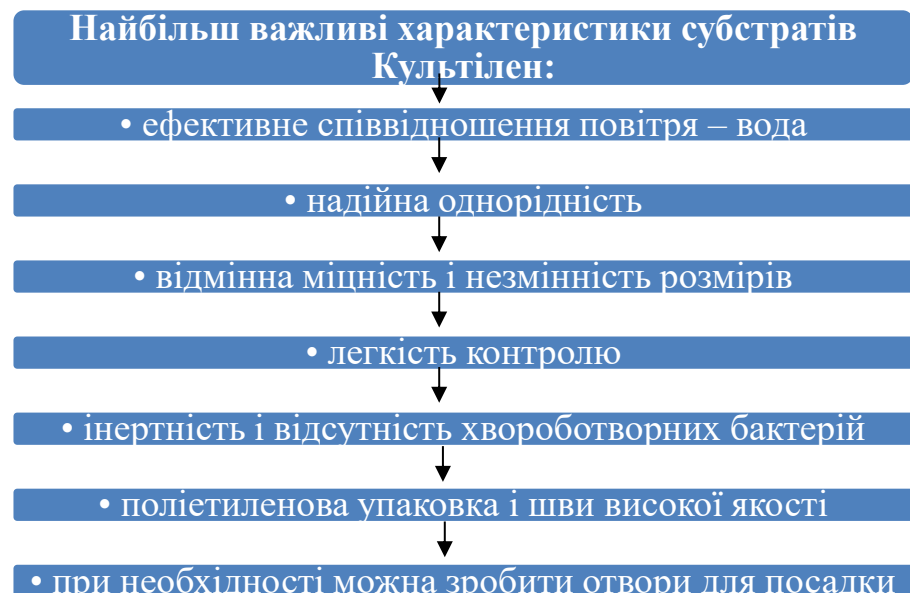 Найбільш важливі характеристики субстратів
Культілен:
• ефективне співвідношення повітря – вода
• надійна однорідність
• відмінна міцність і незмінність розмірів
• легкість контролю
• інертність і відсутність хвороботворних бактерій
• поліетиленова упаковка і шви високої якості
• при необхідності можна зробити отвори для посадки